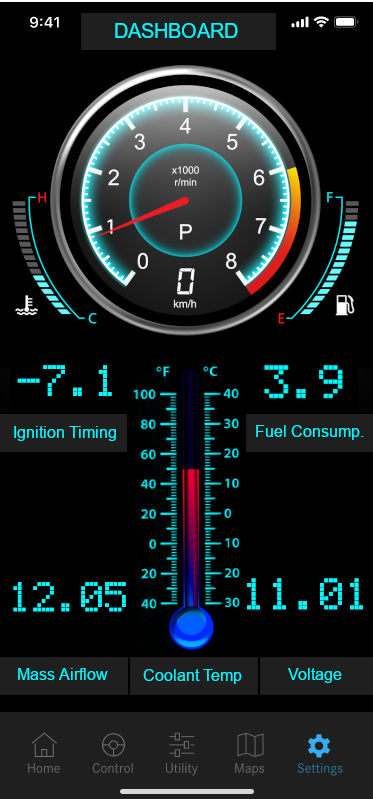 9:41
DASHBOARD
4
3
5
2
x1000
r/min
6
H
F
1
P
7
0
0
8
km/h
C
E
-7.1
°F
°C
3.9
100
40
Ignition Timing
80
30
Fuel Consump.
60
20
40
10
20
0
0
10
12.05
20
20
11.01
40
30
Mass Airflow
Coolant Temp
Voltage
Home
Control
Utility
Maps
Settings